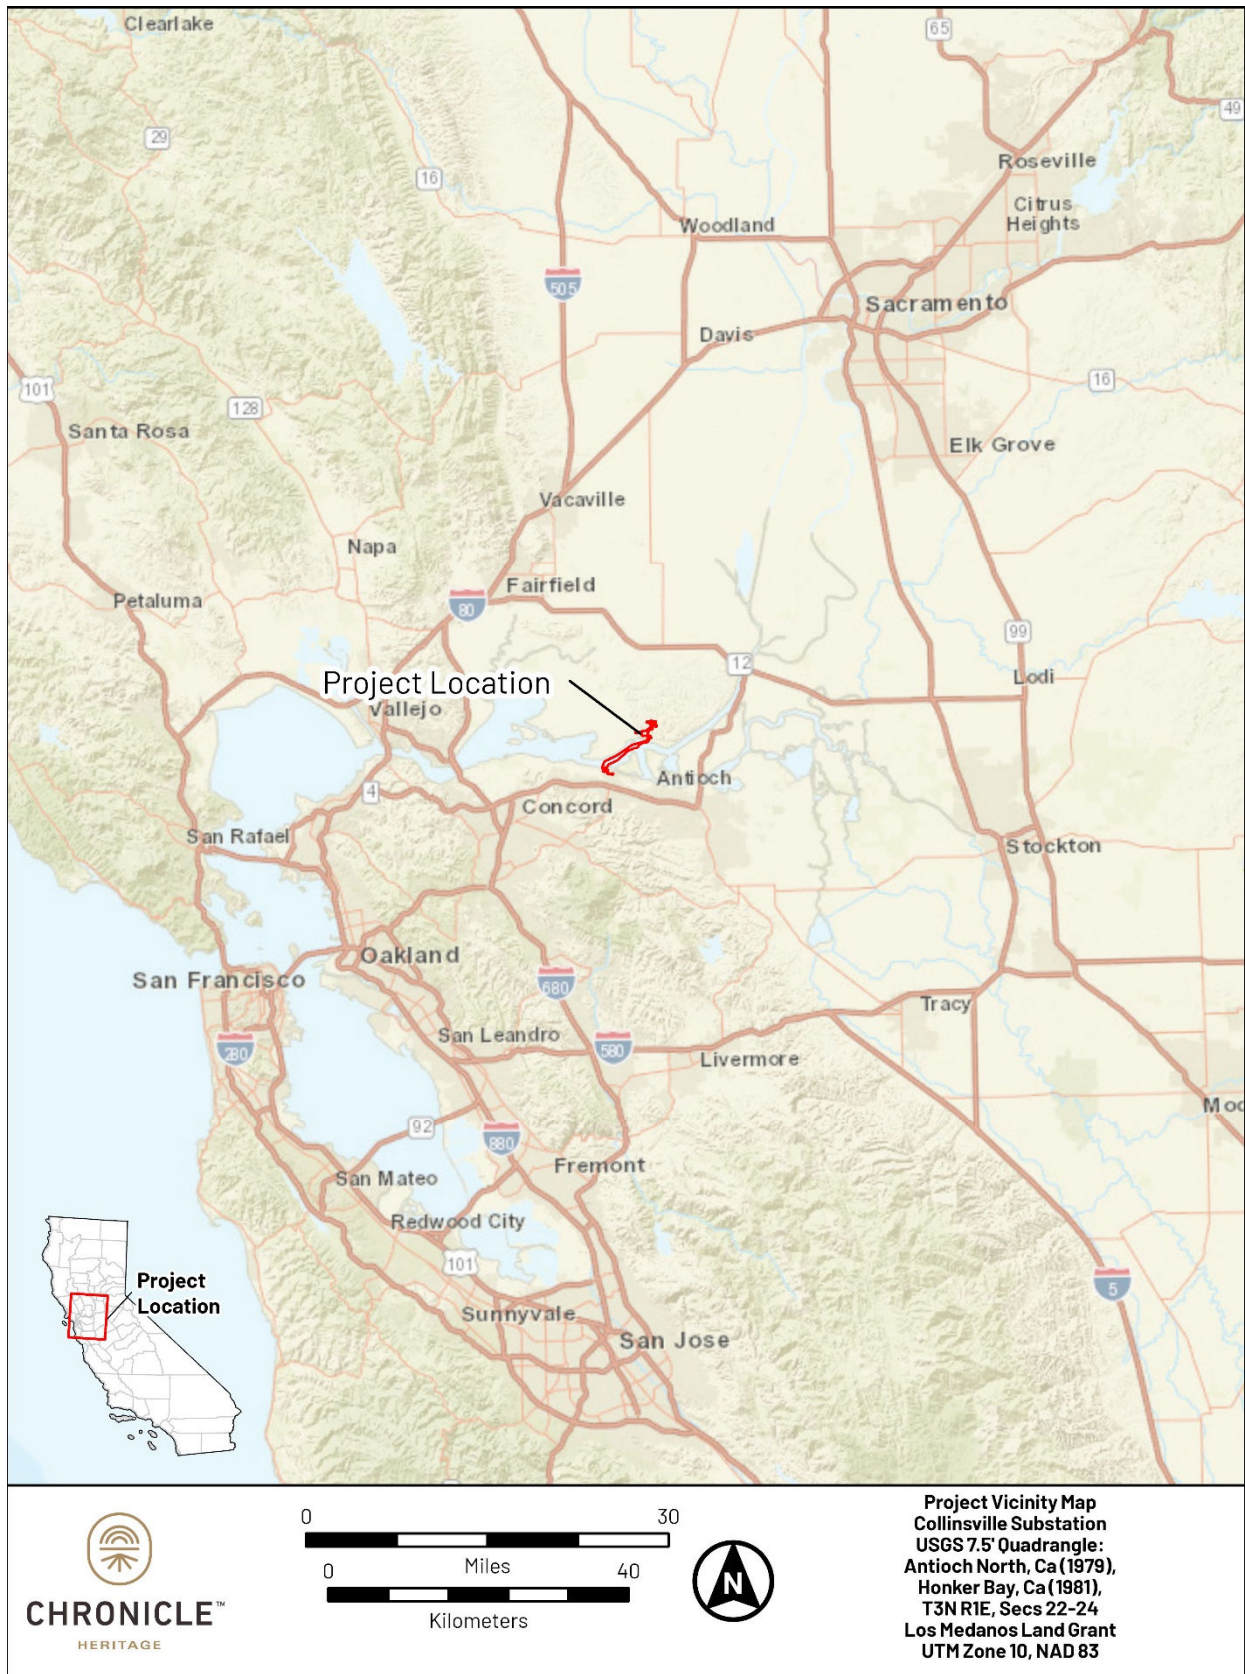 Clearlake
65
29
49
16
Roseville
Citrus
Heights
Woodland
505
Sacramento
Davis
101
16
128
Santa Rosa
Elk Grove
Vacaville
Napa
Fairfield
80
Petaluma
99
12
Lodi
Project Location
Vallejo
Antioch
4
Concord
San Rafael
Stockton
Oakland
San Francisco
680
Tracy
San Leandro
280
580
Livermore
Moc
92
880
Fremont
San Mateo
Redwood City
101
Project
Location
5
Sunnyvale
San Jose
CHRONICLE™
HERITAGE
0 30
Miles
0 40
Kilometers
N
Project Vicinity Map
Collinsville Substation
USGS 7.5' Quadrangle:
Antioch North, Ca (1979),
Honker Bay, Ca (1981),
T3N R1E, Secs 22-24
Los Medanos Land Grant
UTM Zone 10, NAD 83